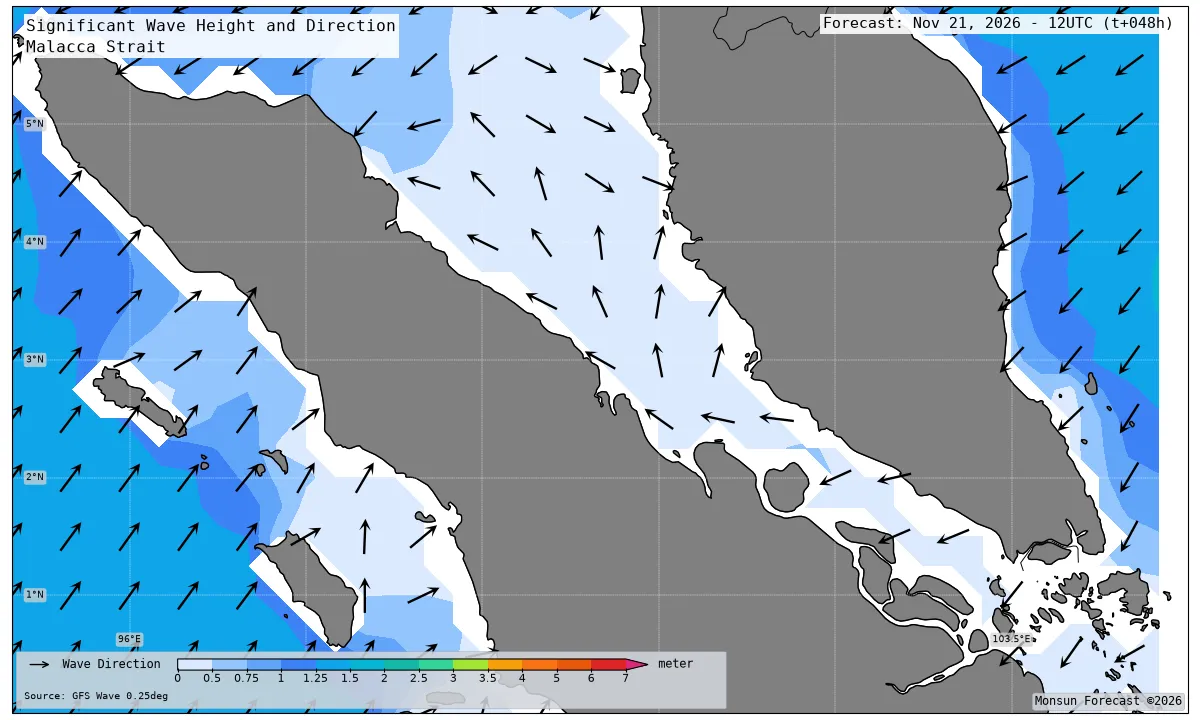 Significant Wave Height and Direction
Malacca Strait
Forecast: Nov 21, 2026 - 12UTC (t+048h)
5°N
4°N
3°N
2°N
1°N
96°E
103.5°E
Wave Direction
meter
0 0.5 0.75 1 1.25 1.5 2 2.5 3 3.5 4 5 6 7
Source: GFS Wave 0.25deg
Monsun Forecast ©2026